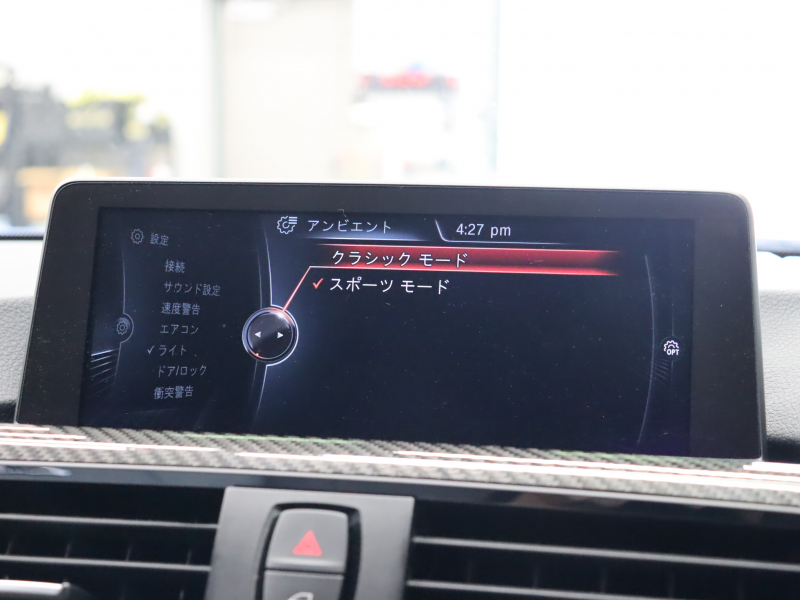 アンビエント
4:27 pm
設定
接続
サウンド設定
速度警告
エアコン
✓ ライト
ドア/ロック
衝突警告
クラシック モード
✓ スポーツ モード
OPT